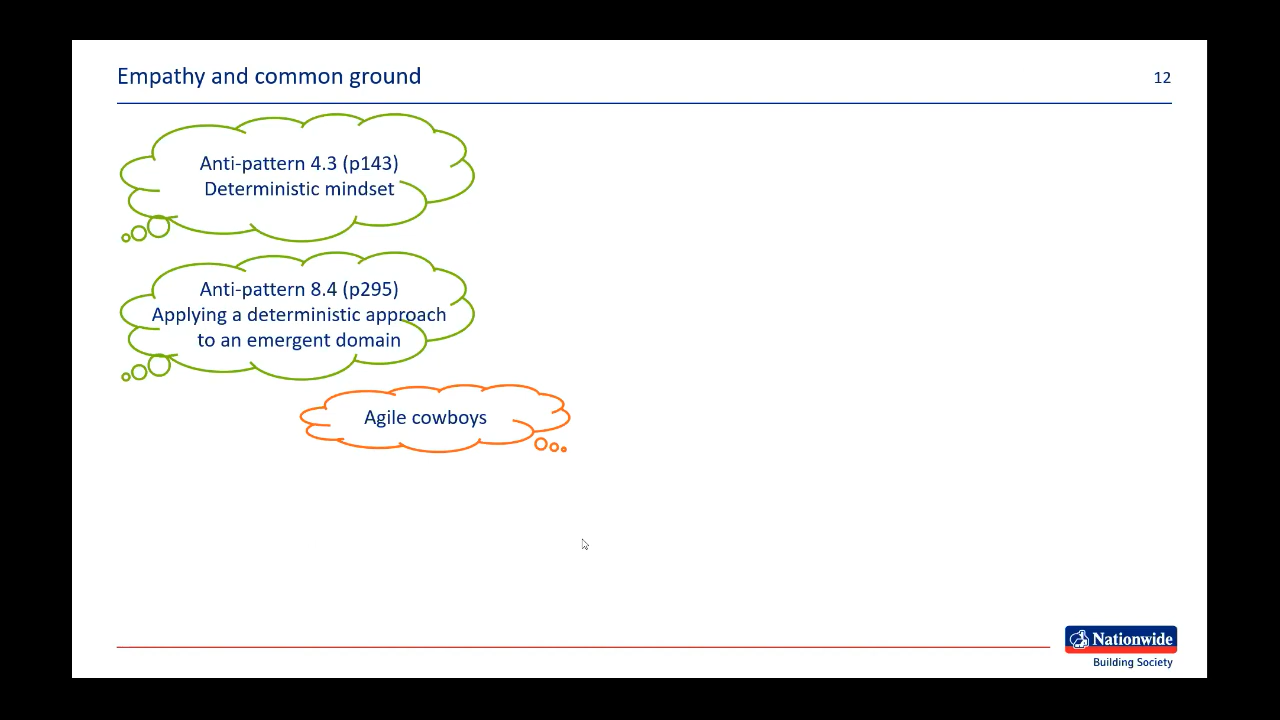 Empathy and common ground
12
Anti-pattern 4.3 (p143)
Deterministic mindset
Anti-pattern 8.4 (p295)
Applying a deterministic approach
to an emergent domain
Agile cowboys
Nationwide
Building Society